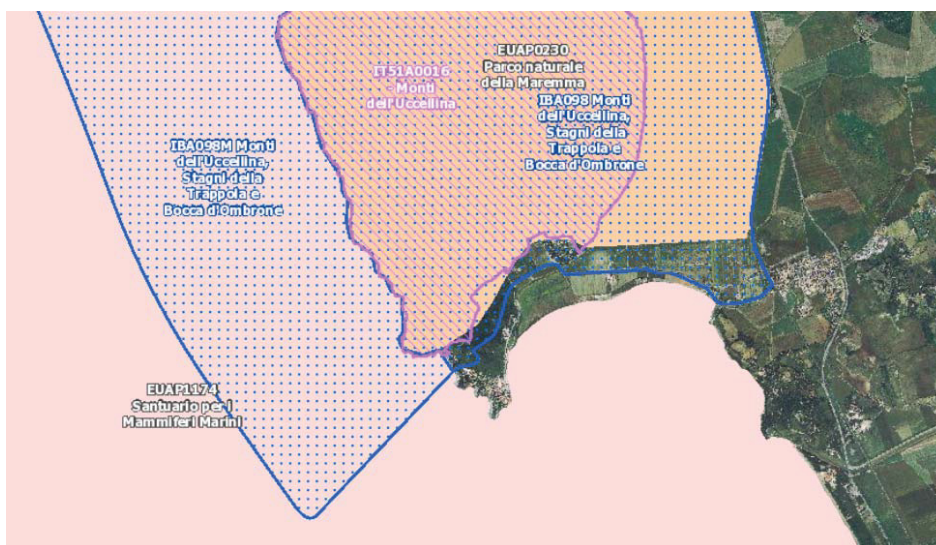 EUAP0230
Parco naturale
della Maremma
IT51A0016
- Monti
dell'Uccellina
IBA098 Monti
dell'Uccellina,
Stagni della
Trappola e
Bocca d'Ombrone
IBA098M Monti
dell'Uccellina,
Stagni della
Trappola e
Bocca d'Ombrone
EUAP1174
Santuario per i
Mammiferi Marini